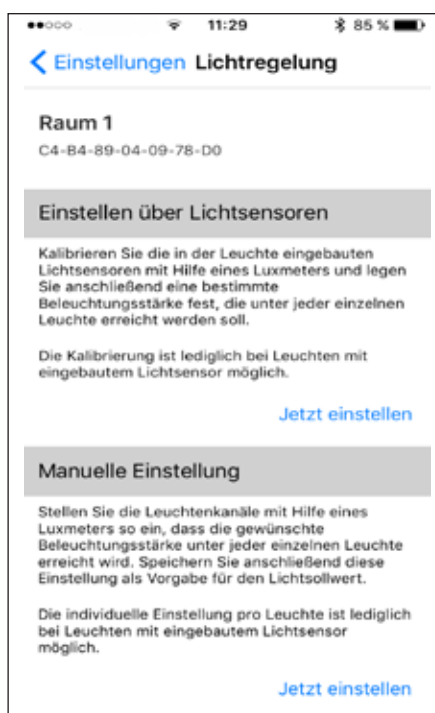 11:29 85 %
Einstellungen Lichtregelung
Raum 1
C4-B4-89-04-09-78-D0
Einstellen über Lichtsensoren
Kalibrieren Sie die in der Leuchte eingebauten
Lichtsensoren mit Hilfe eines Luxmeters und legen
Sie anschließend eine bestimmte
Beleuchtungsstärke fest, die unter jeder einzelnen
Leuchte erreicht werden soll.
Die Kalibrierung ist lediglich bei Leuchten mit
eingebautem Lichtsensor möglich.
Jetzt einstellen
Manuelle Einstellung
Stellen Sie die Leuchtenkanäle mit Hilfe eines
Luxmeters so ein, dass die gewünschte
Beleuchtungsstärke unter jeder einzelnen Leuchte
erreicht wird. Speichern Sie anschließend diese
Einstellung als Vorgabe für den Lichtsollwert.
Die individuelle Einstellung pro Leuchte ist lediglich
bei Leuchten mit eingebautem Lichtsensor
möglich.
Jetzt einstellen